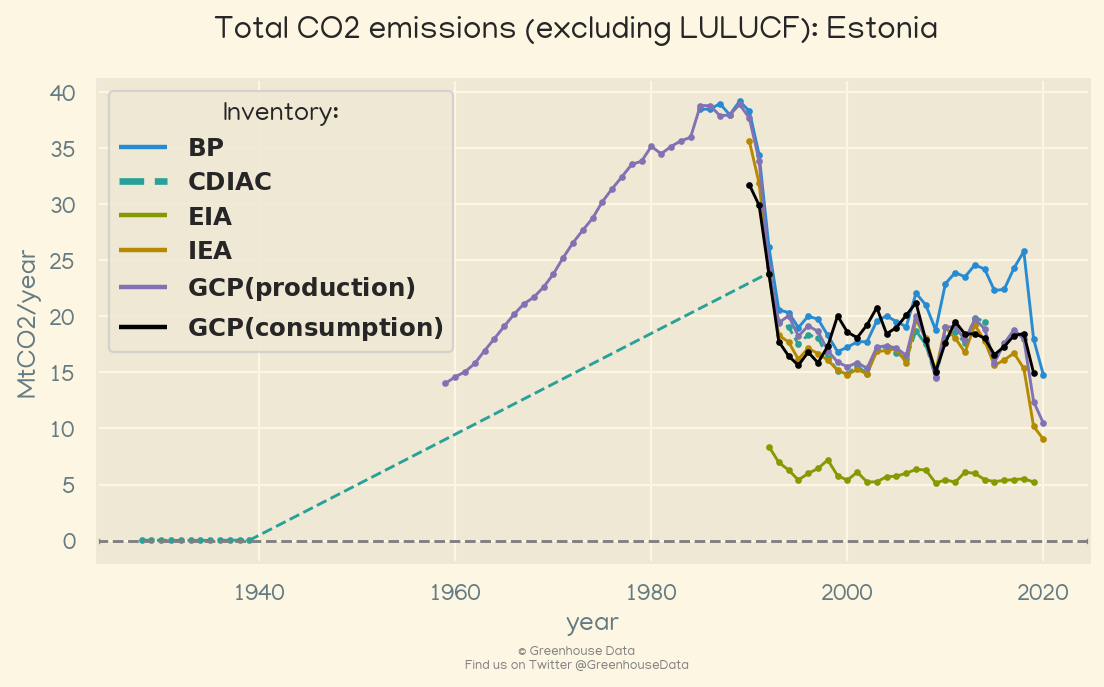 Total CO2 emissions (excluding LULUCF): Estonia
MtCO2/year
40
35
30
25
20
15
10
5
0
Inventory:
BP
CDIAC
EIA
IEA
GCP(production)
GCP(consumption)
1940 1960 1980 2000 2020
year
© Greenhouse Data
Find us on Twitter @GreenhouseData